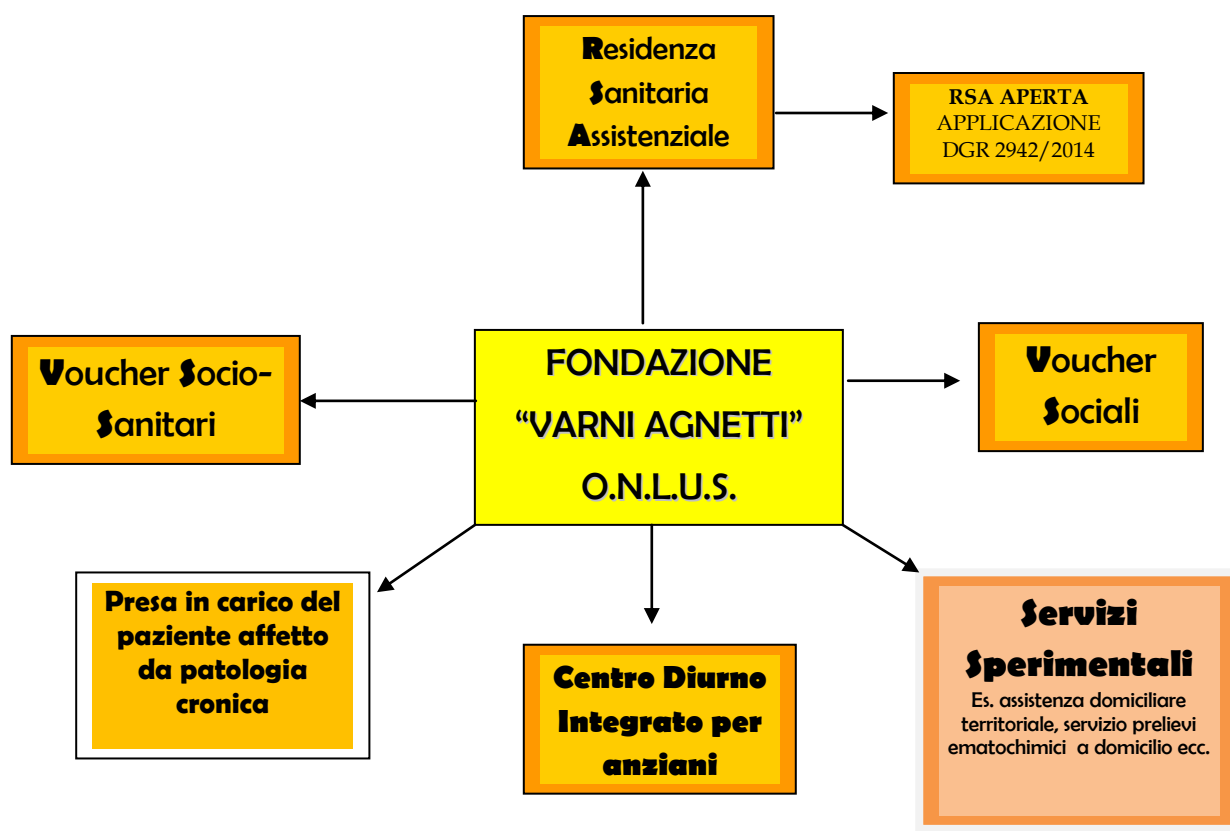 Residenza
Sanitaria
Assistenziale
RSA APERTA
APPLICAZIONE
DGR 2942/2014
Voucher Socio-
Sanitari
FONDAZIONE
“VARNI AGNETTI”
O.N.L.U.S.
Voucher
Sociali
Presa in carico del
paziente affetto
da patologia
cronica
Centro Diurno
Integrato per
anziani
Servizi
Sperimentali
Es. assistenza domiciliare
territoriale, servizio prelievi
ematochimici a domicilio ecc.